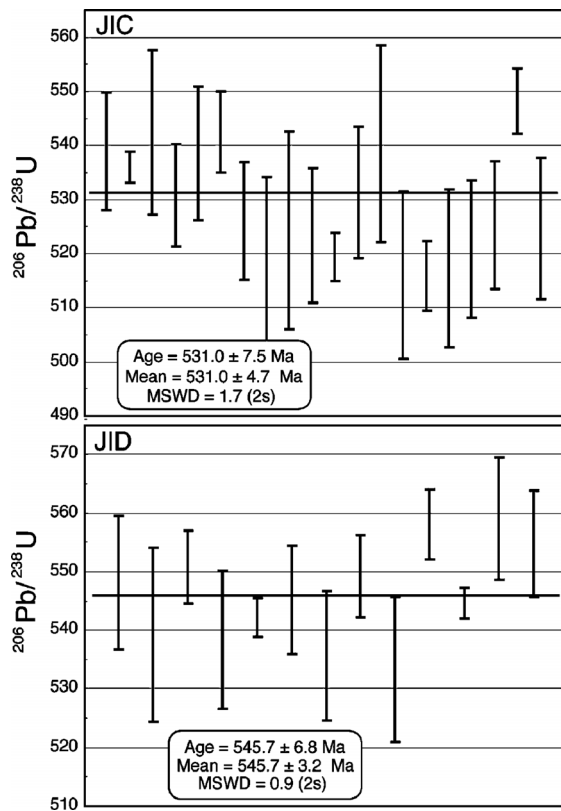 JIC
560
550
540
530
520
510
500
490
206Pb/238U
Age = 531.0 ± 7.5 Ma
Mean = 531.0 ± 4.7 Ma
MSWD = 1.7 (2s)
JID
570
560
550
540
530
520
510
206Pb/238U
Age = 545.7 ± 6.8 Ma
Mean = 545.7 ± 3.2 Ma
MSWD = 0.9 (2s)